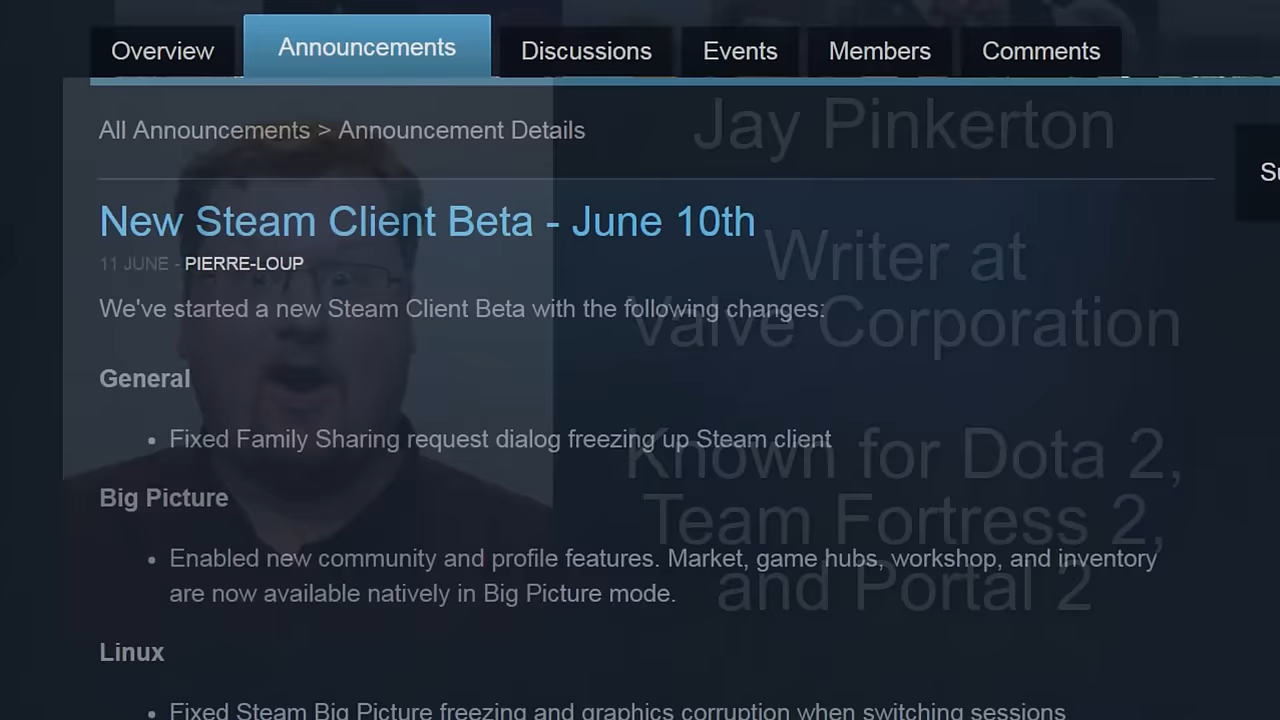 Overview
Announcements
Discussions
Events
Members
Comments
All Announcements > Announcement Details
Jay Pinkerton
New Steam Client Beta - June 10th
11 JUNE - PIERRE-LOUP
Writer at
Valve Corporation
We've started a new Steam Client Beta with the following changes:
General
Fixed Family Sharing request dialog freezing up Steam client
Known for Dota 2,
Team Fortress 2,
and Portal 2
Big Picture
Enabled new community and profile features. Market, game hubs, workshop, and inventory
are now available natively in Big Picture mode.
Linux
Fixed Steam Big Picture freezing and graphics corruption when switching sessions